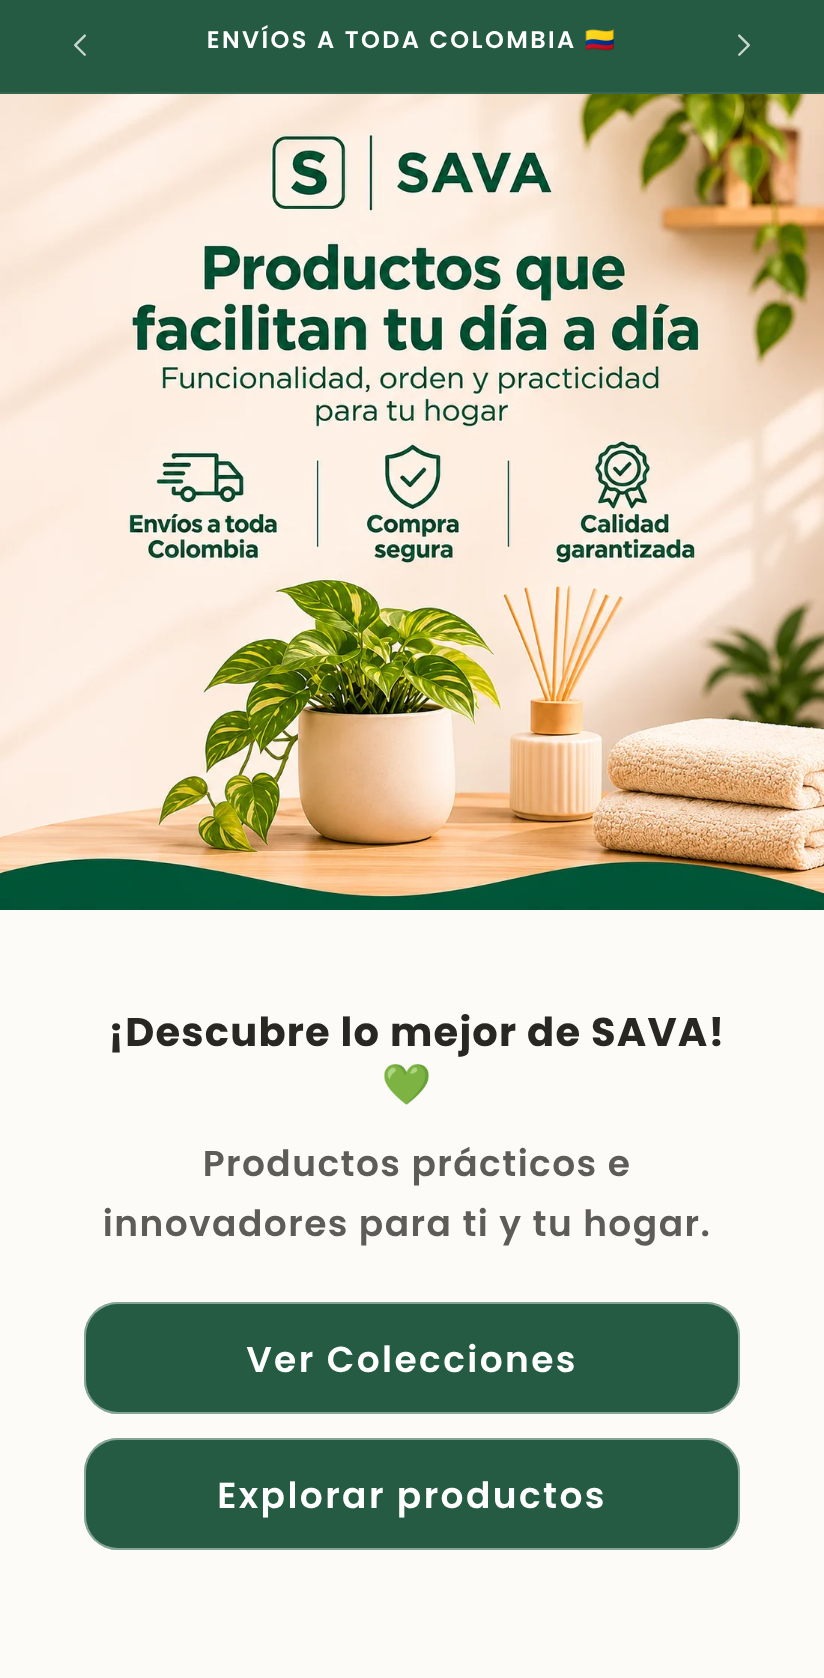 ENVÍOS A TODA COLOMBIA 🇨🇴
S | SAVA
Productos que
facilitan tu día a día
Funcionalidad, orden y practicidad
para tu hogar
Envíos a toda
Colombia
Compra
segura
Calidad
garantizada
¡Descubre lo mejor de SAVA!
💚
Productos prácticos e
innovadores para ti y tu hogar.
Ver Colecciones
Explorar productos